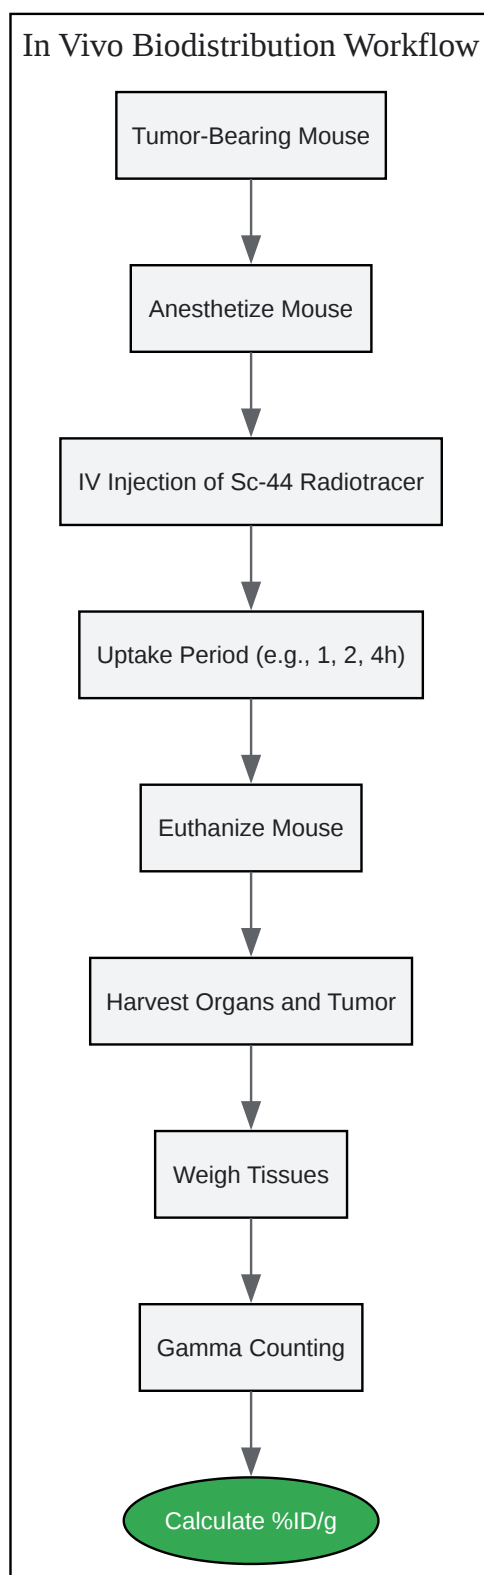 In Vivo Biodistribution Workflow
Tumor-Bearing Mouse
Anesthetize Mouse
IV Injection of Sc-44 Radiotracer
Uptake Period (e.g., 1, 2, 4h)
Euthanize Mouse
Harvest Organs and Tumor
Weigh Tissues
Gamma Counting
Calculate %ID/g